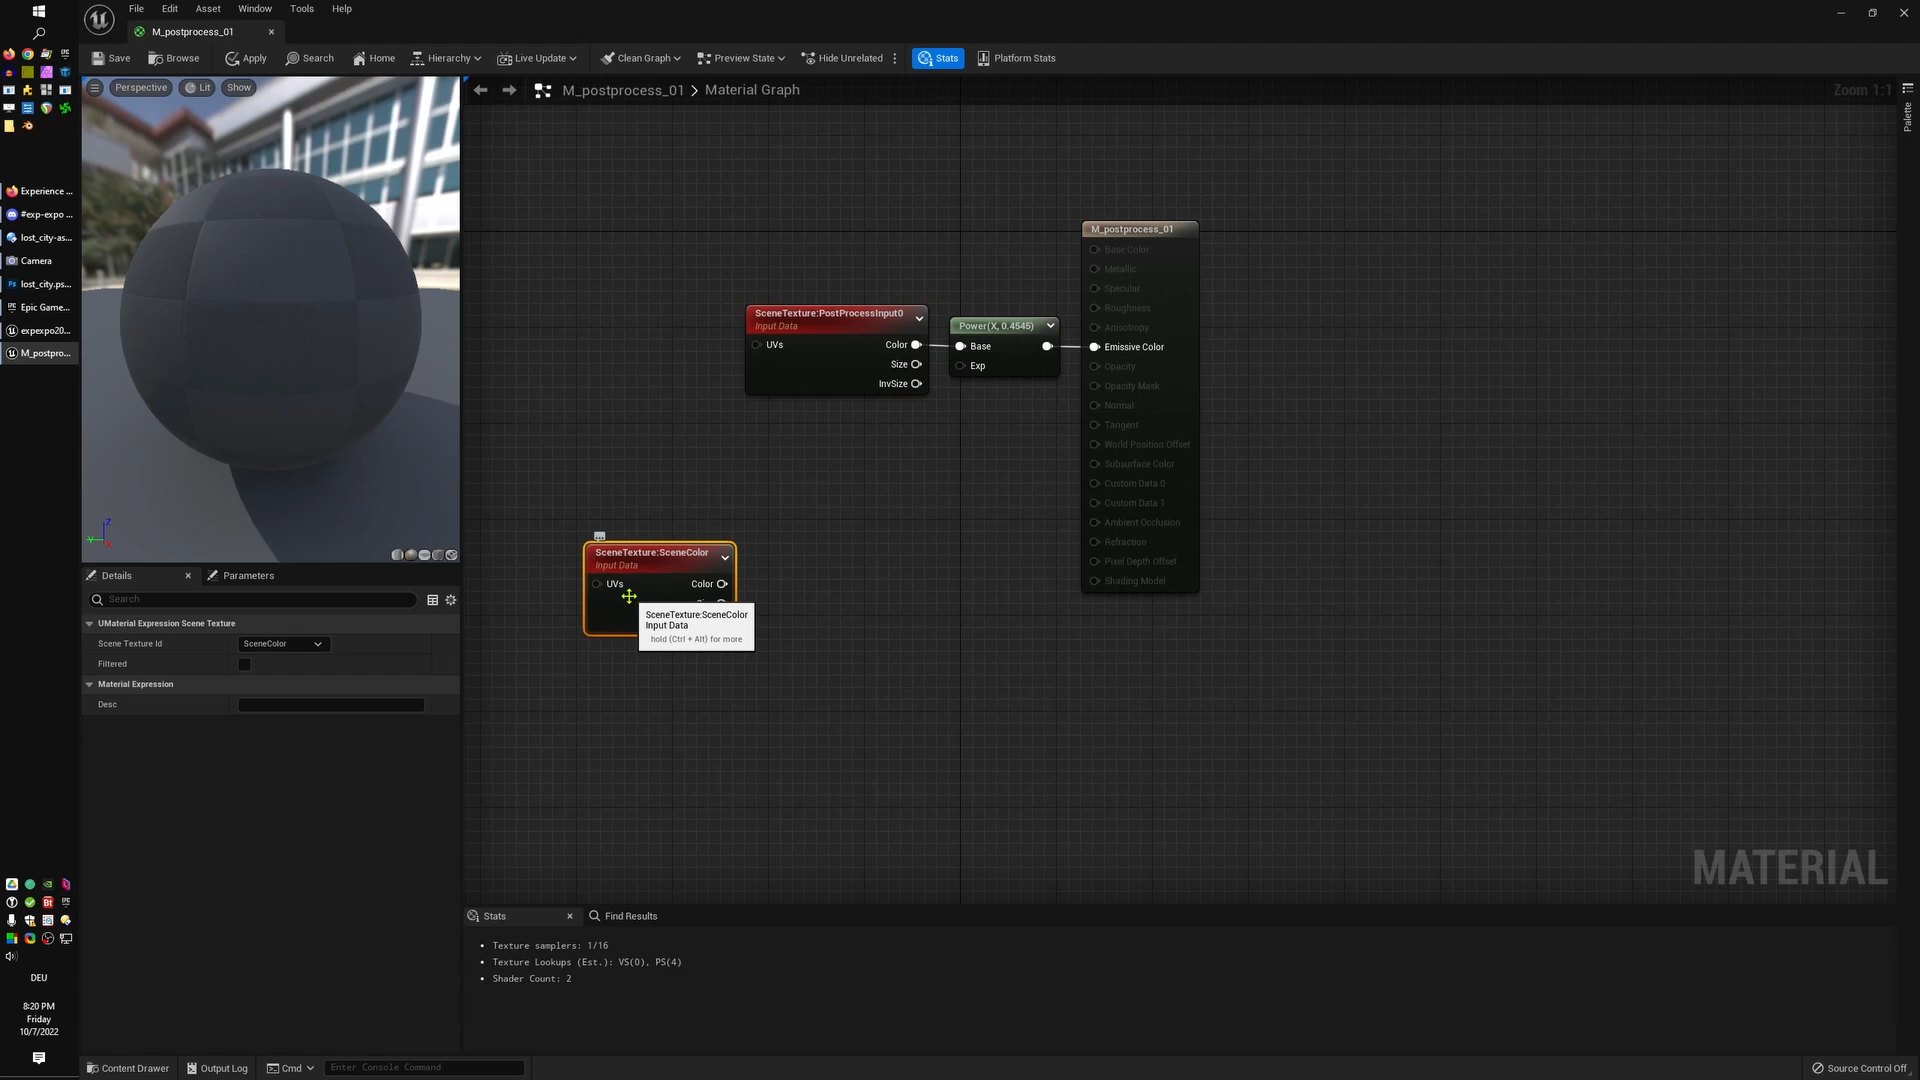 File Edit Asset Window Tools Help
M_postprocess_01
Save Browse Apply Search Home Hierarchy Live Update Clean Graph Preview State Hide Unrelated Stats Platform Stats
Perspective Lit Show
M_postprocess_01 > Material Graph
Zoom 1:1
Palette
Experience ...
#exp-expo ...
lost_city-as...
Camera
lost_city.ps...
Epic Game...
expexpo20...
M_postpro...
M_postprocess_01
Base Color
Metallic
Specular
Roughness
Anisotropy
Emissive Color
Opacity
Opacity Mask
Normal
Tangent
World Position Offset
Subsurface Color
Custom Data 0
Custom Data 1
Ambient Occlusion
Refraction
Pixel Depth Offset
Shading Model
SceneTexture:PostProcessInput0
Input Data
UVs Color
Size
InvSize
Power(X, 0.4545)
Base
Exp
SceneTexture:SceneColor
Input Data
UVs Color
SceneTexture:SceneColor
Input Data
hold (Ctrl + Alt) for more
Details Parameters
Search
UMaterial Expression Scene Texture
Scene Texture Id SceneColor
Filtered
Material Expression
Desc
MATERIAL
Stats Find Results
• Texture samplers: 1/16
• Texture Lookups (Est.): VS(0), PS(4)
• Shader Count: 2
DEU
8:20 PM
Friday
10/7/2022
Content Drawer Output Log Cmd Enter Console Command Source Control Off